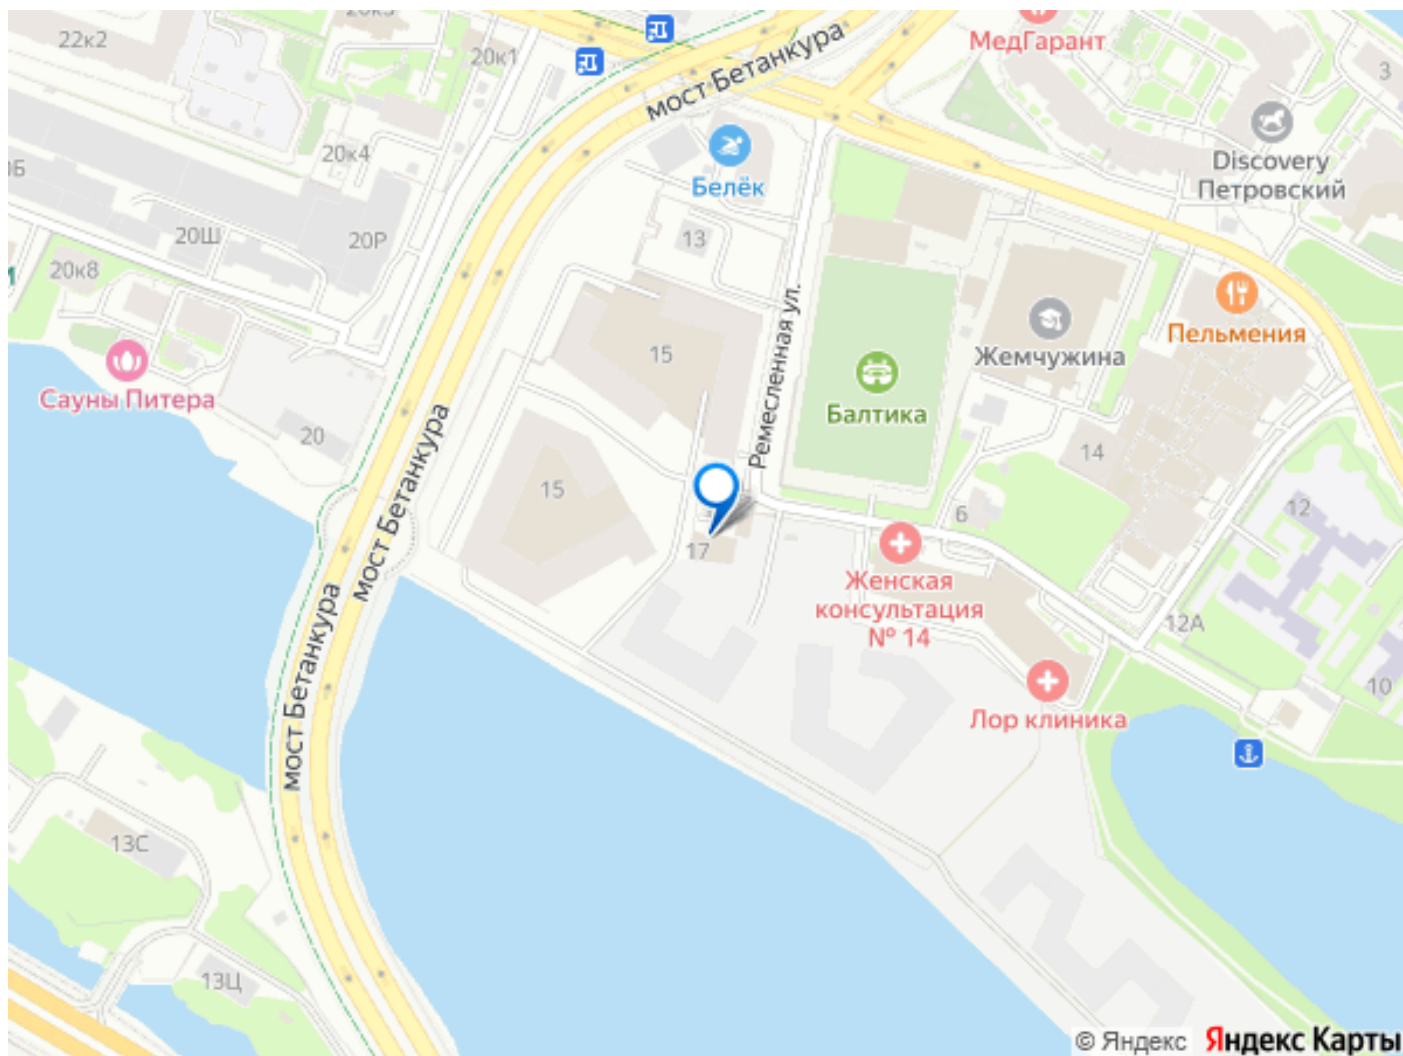 22к2
20к1
мост Бетанкура
МедГарант
3
20к4
Белёк
Discovery
Петровский
20Ш
20Р
13
20к8
Ремесленная ул.
15
Пельмения
Жемчужина
Сауны Питера
Балтика
20
мост Бетанкура
14
15
12
6
17
Женская
консультация
№ 14
мост Бетанкура
12А
10
Лор клиника
13С
13Ц
© Яндекс Яндекс Карты